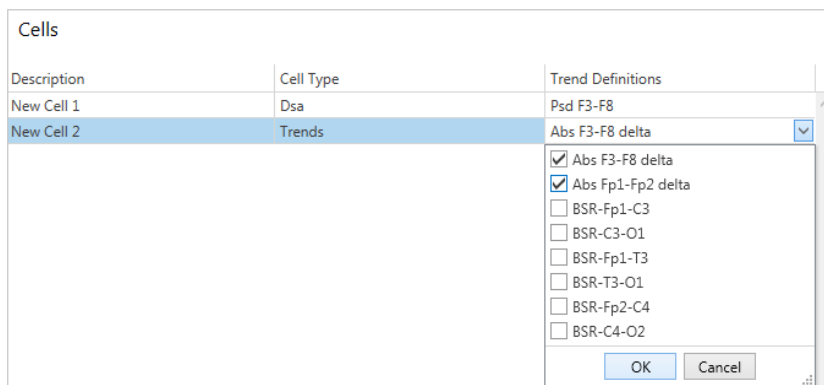 Cells
Description Cell Type Trend Definitions
New Cell 1 Dsa Psd F3-F8
New Cell 2 Trends Abs F3-F8 delta
Abs F3-F8 delta
Abs Fp1-Fp2 delta
BSR-Fp1-C3
BSR-C3-O1
BSR-Fp1-T3
BSR-T3-O1
BSR-Fp2-C4
BSR-C4-O2
OK Cancel